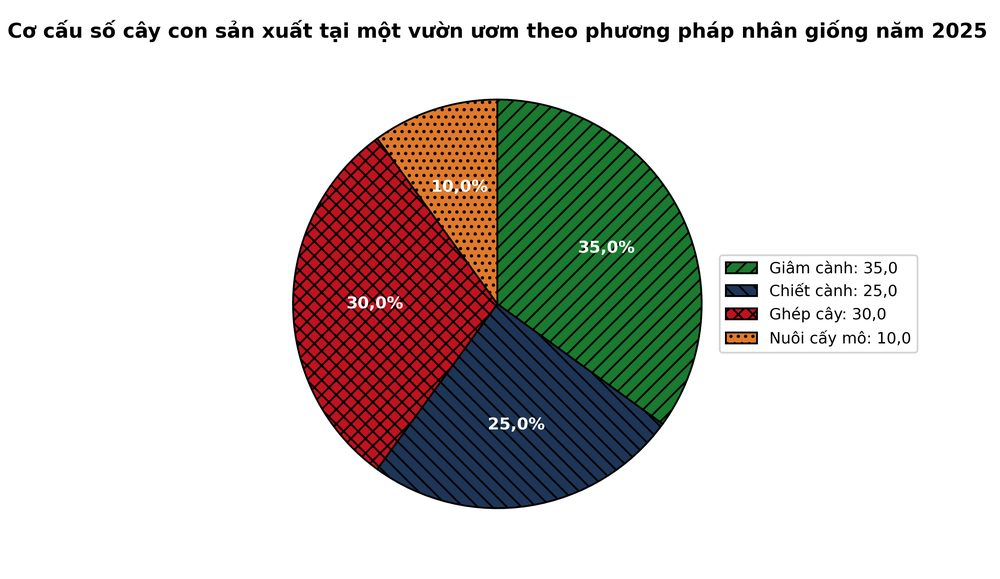 Cơ cấu số cây con sản xuất tại một vườn ươm theo phương pháp nhân giống năm 2025
10,0%
35,0%
30,0%
25,0%
Giâm cành: 35,0
Chiết cành: 25,0
Ghép cây: 30,0
Nuôi cấy mô: 10,0